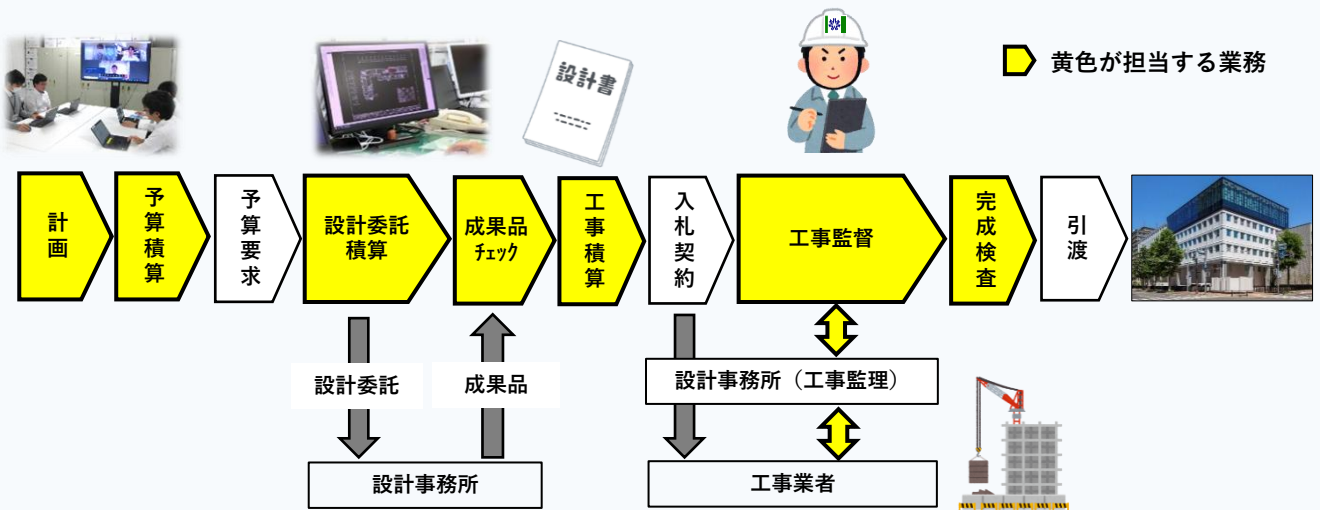 設計書
黄色が担当する業務
計画
予算積算
予算要求
設計委託
積算
成果品
ﾁｪｯｸ
工事積算
入札契約
工事監督
完成検査
引渡
設計委託
成果品
設計事務所（工事監理）
設計事務所
工事業者